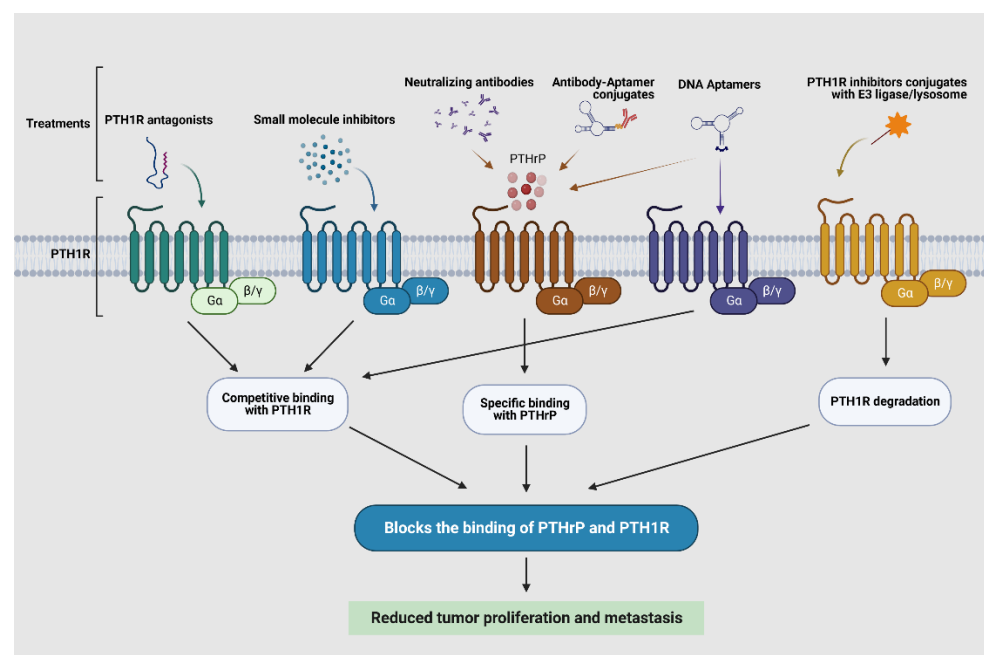 Neutralizing antibodies
Antibody-Aptamer
conjugates
DNA Aptamers
PTH1R inhibitors conjugates
with E3 ligase/lysosome
Treatments
PTH1R antagonists
Small molecule inhibitors
PTHrP
PTH1R
Gα
β/γ
Gα
β/γ
Gα
β/γ
Gα
β/γ
Gα
β/γ
Competitive binding
with PTH1R
Specific binding
with PTHrP
PTH1R degradation
Blocks the binding of PTHrP and PTH1R
Reduced tumor proliferation and metastasis